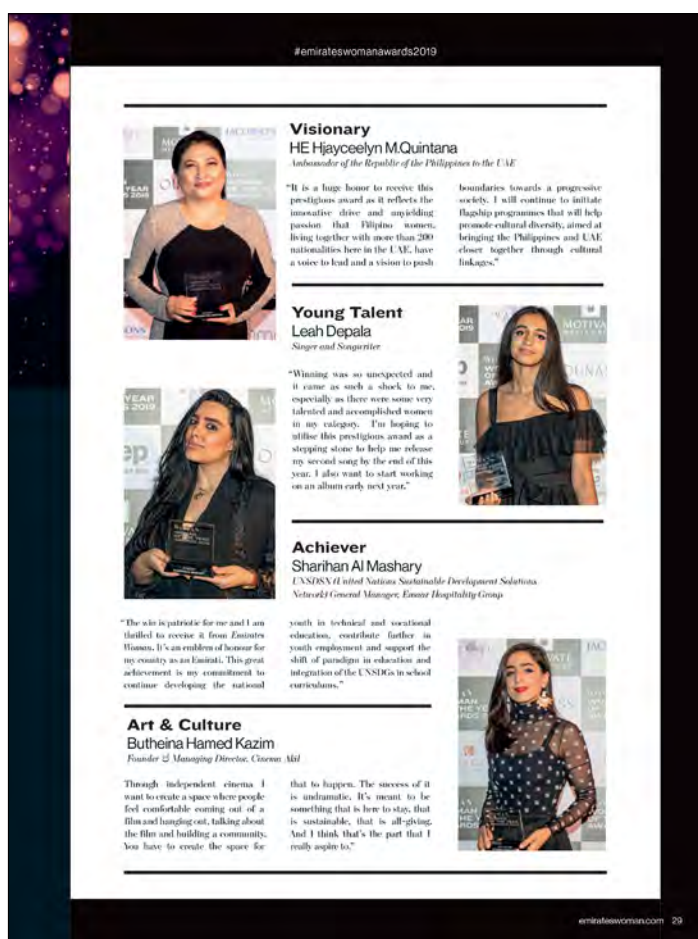 #emirateswomanawards2019
Visionary
HE Hjayceelyn M.Quintana
Ambassador of the Republic of the Philippines to the UAE
"It is a huge honor to receive this
prestigious award as it reflects the
innovative drive and unyielding
passion that Filipino women,
living together with more than 200
nationalities here in the UAE, have
a voice to lead and a vision to push
boundaries towards a progressive
society. I will continue to initiate
flagship programmes that will help
promote cultural diversity, aimed at
bringing the Philippines and UAE
closer together through cultural
linkages."
Young Talent
Leah Depala
Singer and Songwriter
"Winning was so unexpected and
it came as such a shock to me,
especially as there were some very
talented and accomplished women
in my category. I'm hoping to
utilise this prestigious award as a
stepping stone to help me release
my second song by the end of this
year. I also want to start working
on an album early next year."
Achiever
Sharihan Al Mashary
UNSDSN (United Nations Sustainable Development Solutions
Network) General Manager, Emaar Hospitality Group
"The win is patriotic for me and I am
thrilled to receive it from Emirates
Woman. It's an emblem of honour for
my country as an Emirati. This great
achievement is my commitment to
continue developing the national
youth in technical and vocational
education, contribute further in
youth employment and support the
shift of paradigm in education and
integration of the UNSDGs in school
curriculums."
Art & Culture
Butheina Hamed Kazim
Founder & Managing Director, Cinema Akil
Through independent cinema I
want to create a space where people
feel comfortable coming out of a
film and hanging out, talking about
the film and building a community.
You have to create the space for
that to happen. The success of it
is undramatic. It's meant to be
something that is here to stay, that
is sustainable, that is all-giving.
And I think that's the part that I
really aspire to."
emirateswoman.com 29